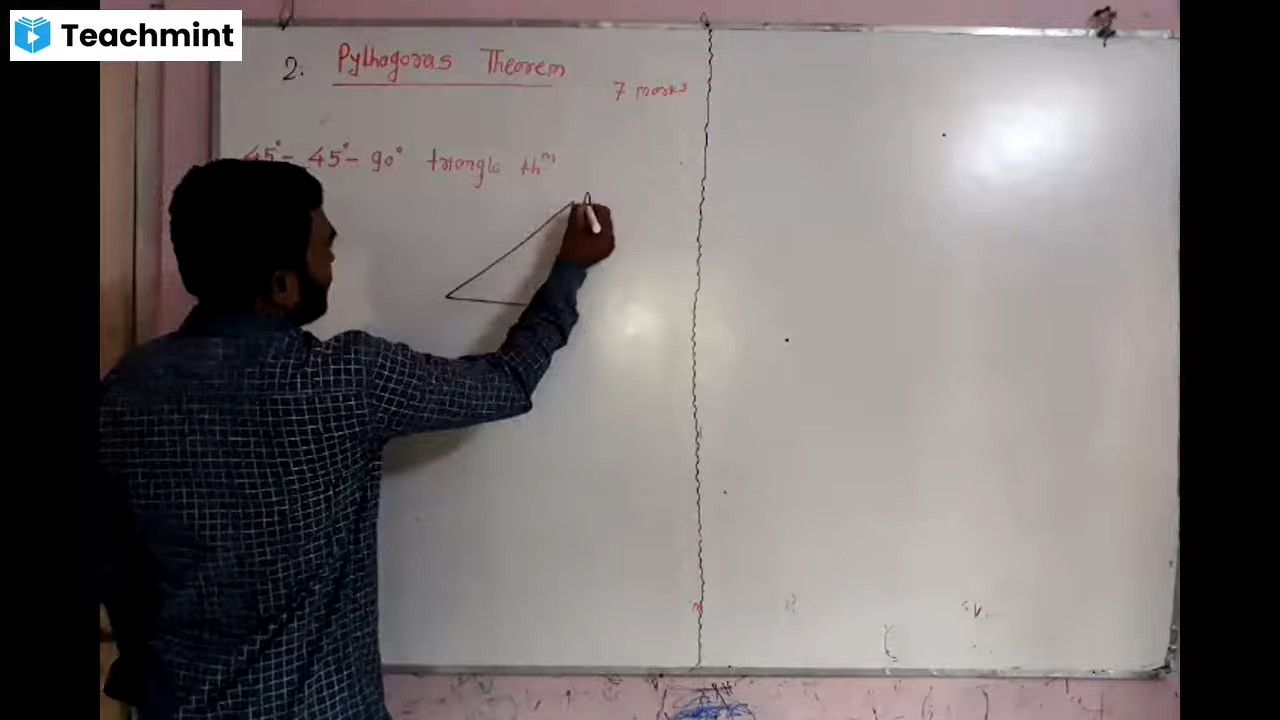 Teachmint
2. Pythagoras Theorem
7 marks
45° - 45° - 90° triangle thm
A